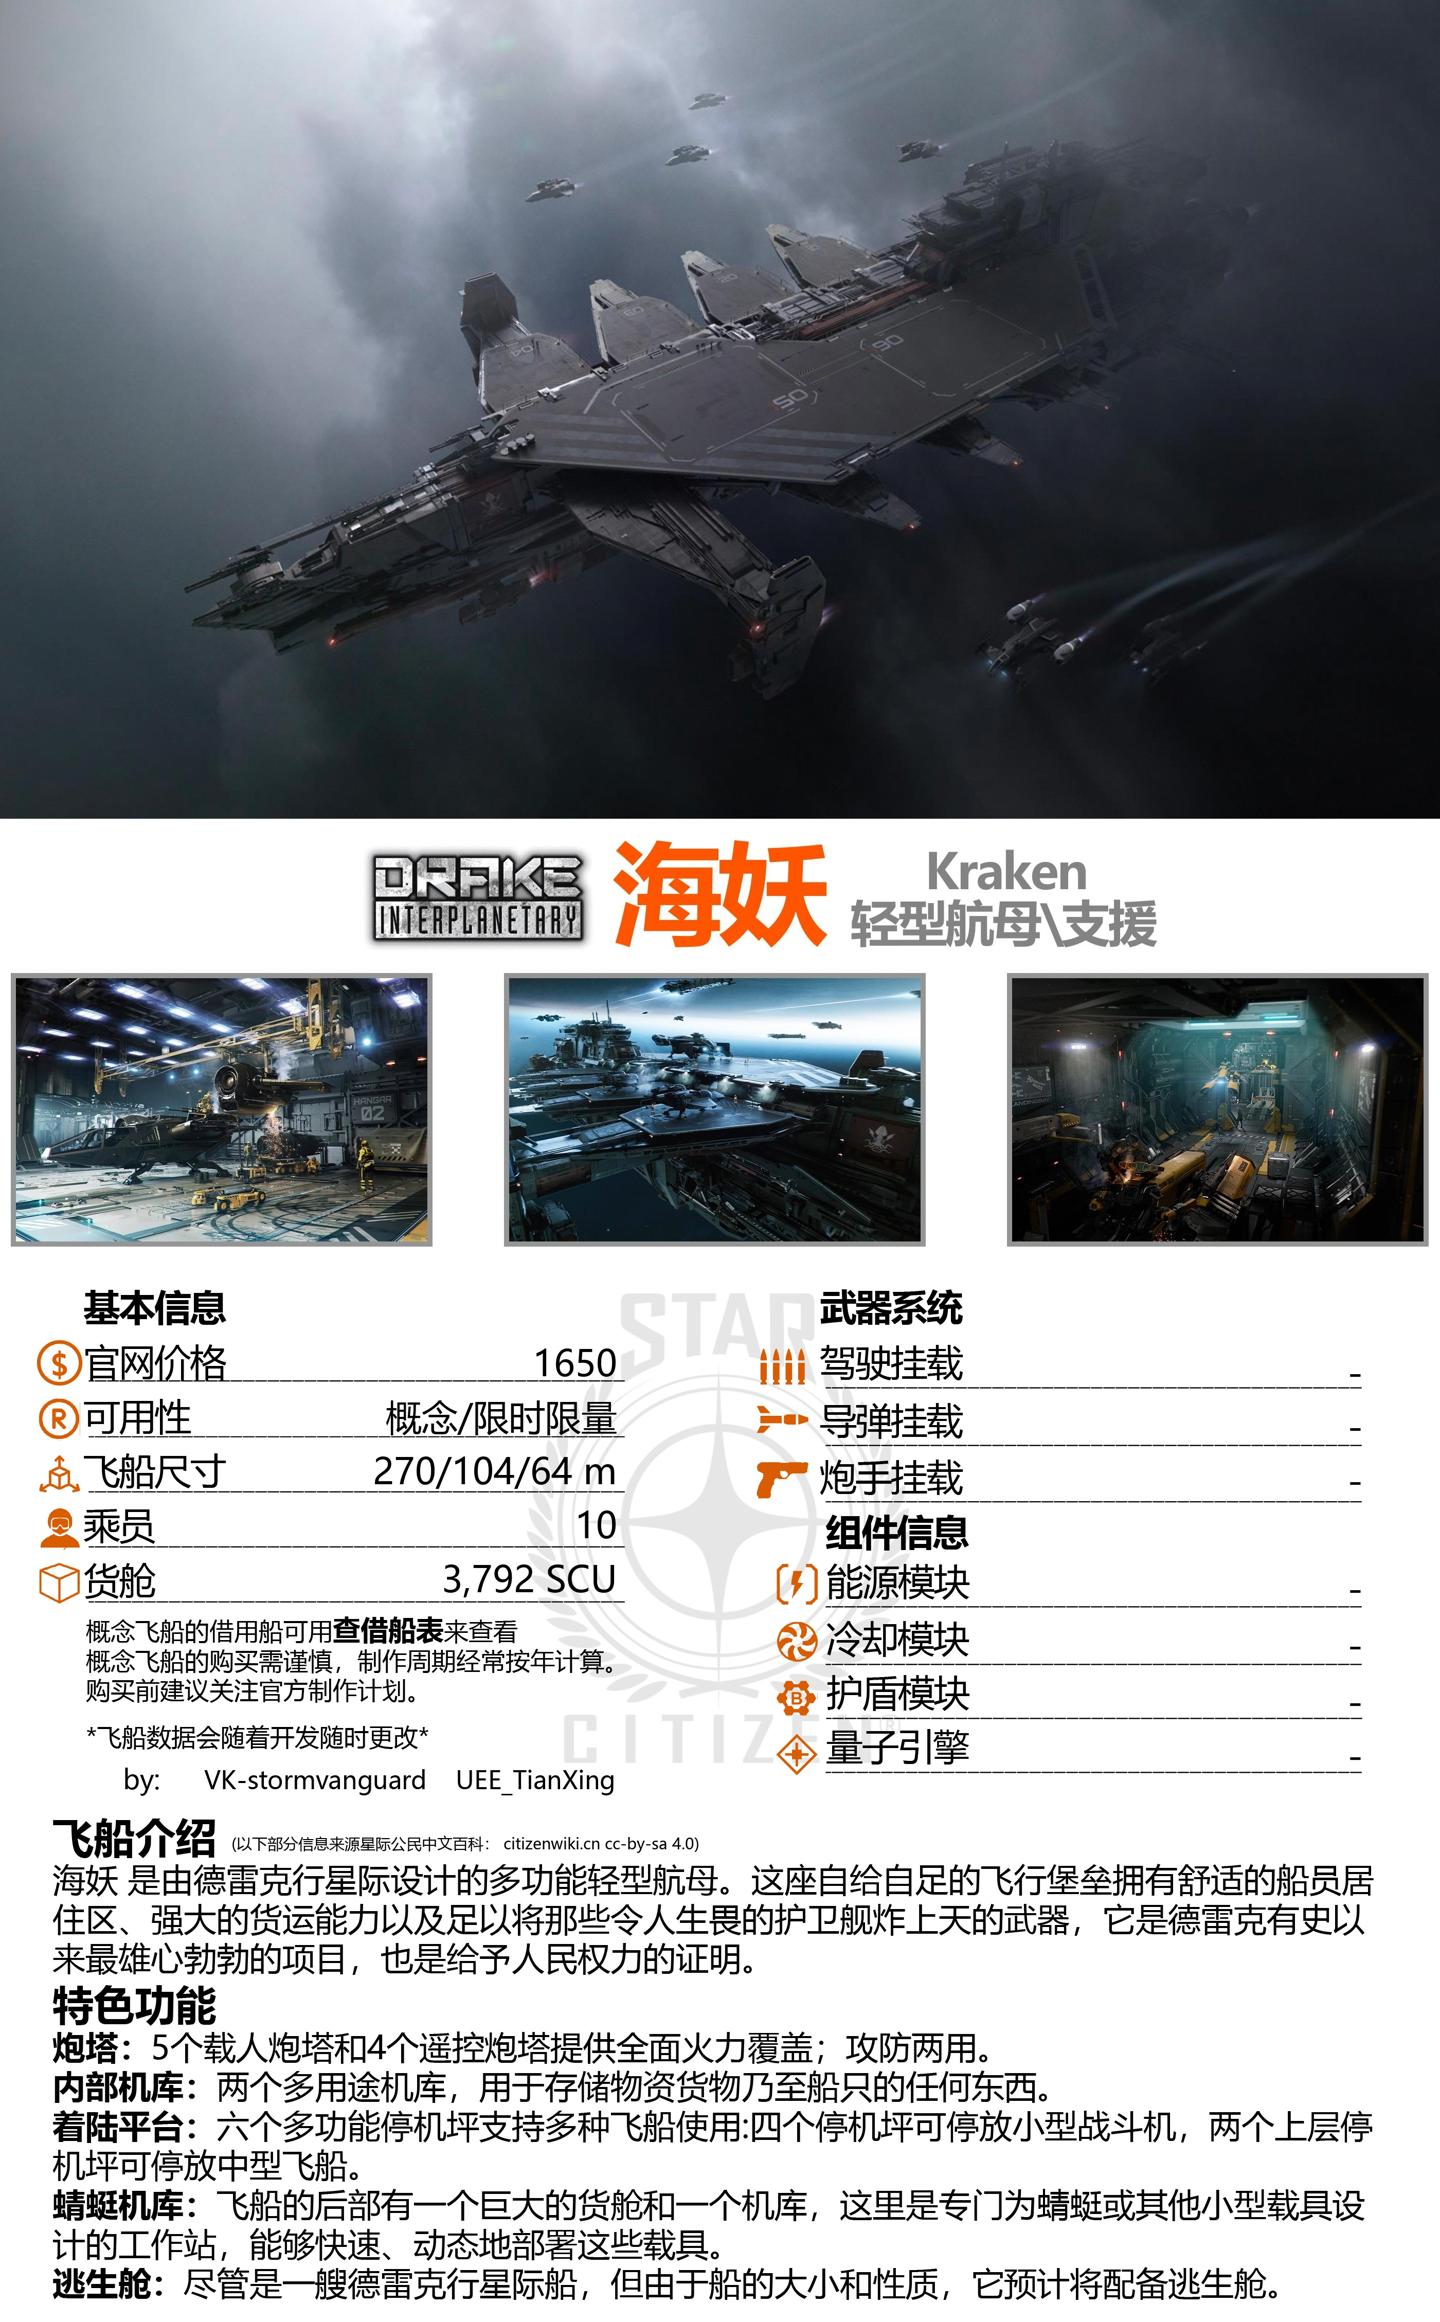 DRAKE
INTERPLANETARY
海妖
Kraken
轻型航母\支援
HANGAR
02
基本信息
官网价格 1650
可用性 概念/限时限量
飞船尺寸 270/104/64 m
乘员 10
货舱 3,792 SCU
概念飞船的借用船可用查借船表来查看
概念飞船的购买需谨慎，制作周期经常按年计算。
购买前建议关注官方制作计划。
*飞船数据会随着开发随时更改*
by: VK-stormvanguard UEE_TianXing
STAR
CITIZEN
武器系统
驾驶挂载 -
导弹挂载 -
炮手挂载 -
组件信息
能源模块 -
冷却模块 -
护盾模块 -
量子引擎 -
飞船介绍 (以下部分信息来源星际公民中文百科： citizenwiki.cn cc-by-sa 4.0)
海妖 是由德雷克行星际设计的多功能轻型航母。这座自给自足的飞行堡垒拥有舒适的船员居
住区、强大的货运能力以及足以将那些令人生畏的护卫舰炸上天的武器，它是德雷克有史以
来最雄心勃勃的项目，也是给予人民权力的证明。
特色功能
炮塔：5个载人炮塔和4个遥控炮塔提供全面火力覆盖；攻防两用。
内部机库：两个多用途机库，用于存储物资货物乃至船只的任何东西。
着陆平台：六个多功能停机坪支持多种飞船使用:四个停机坪可停放小型战斗机，两个上层停
机坪可停放中型飞船。
蜻蜓机库：飞船的后部有一个巨大的货舱和一个机库，这里是专门为蜻蜓或其他小型载具设
计的工作站，能够快速、动态地部署这些载具。
逃生舱：尽管是一艘德雷克行星际船，但由于船的大小和性质，它预计将配备逃生舱。